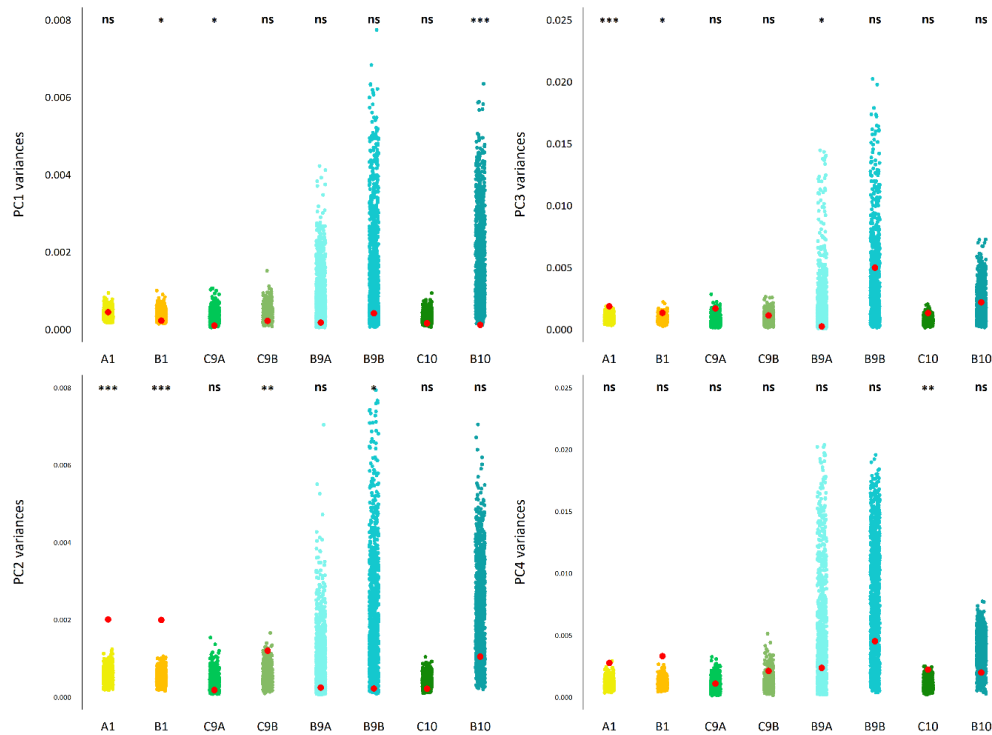 0.008 ns * * ns ns ns ns ***
0.006
0.004
0.002
0.000
PC1 variances
A1 B1 C9A C9B B9A B9B C10 B10
0.025 *** * ns ns * ns ns ns
0.020
0.015
0.010
0.005
0.000
PC3 variances
A1 B1 C9A C9B B9A B9B C10 B10
0.008 *** *** ns ** ns * ns ns
0.006
0.004
0.002
0.000
PC2 variances
A1 B1 C9A C9B B9A B9B C10 B10
0.025 ns ns ns ns ns ns ** ns
0.020
0.015
0.010
0.005
0.000
PC4 variances
A1 B1 C9A C9B B9A B9B C10 B10